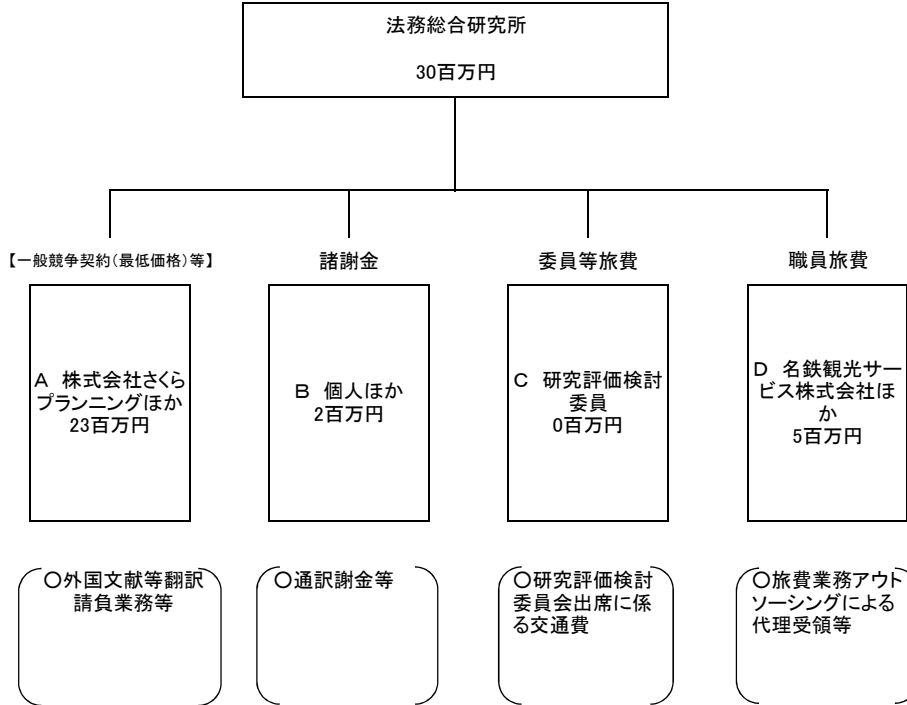 法務総合研究所
30百万円
【一般競争契約(最低価格)等】
諸謝金
委員等旅費
職員旅費
A 株式会社さくら
プランニングほか
23百万円
B 個人ほか
2百万円
C 研究評価検討
委員
0百万円
D 名鉄観光サー
ビス株式会社ほ
か
5百万円
○外国文献等翻訳
請負業務等
○通訳謝金等
○研究評価検討
委員会出席に係
る交通費
○旅費業務アウト
ソーシングによる
代理受領等